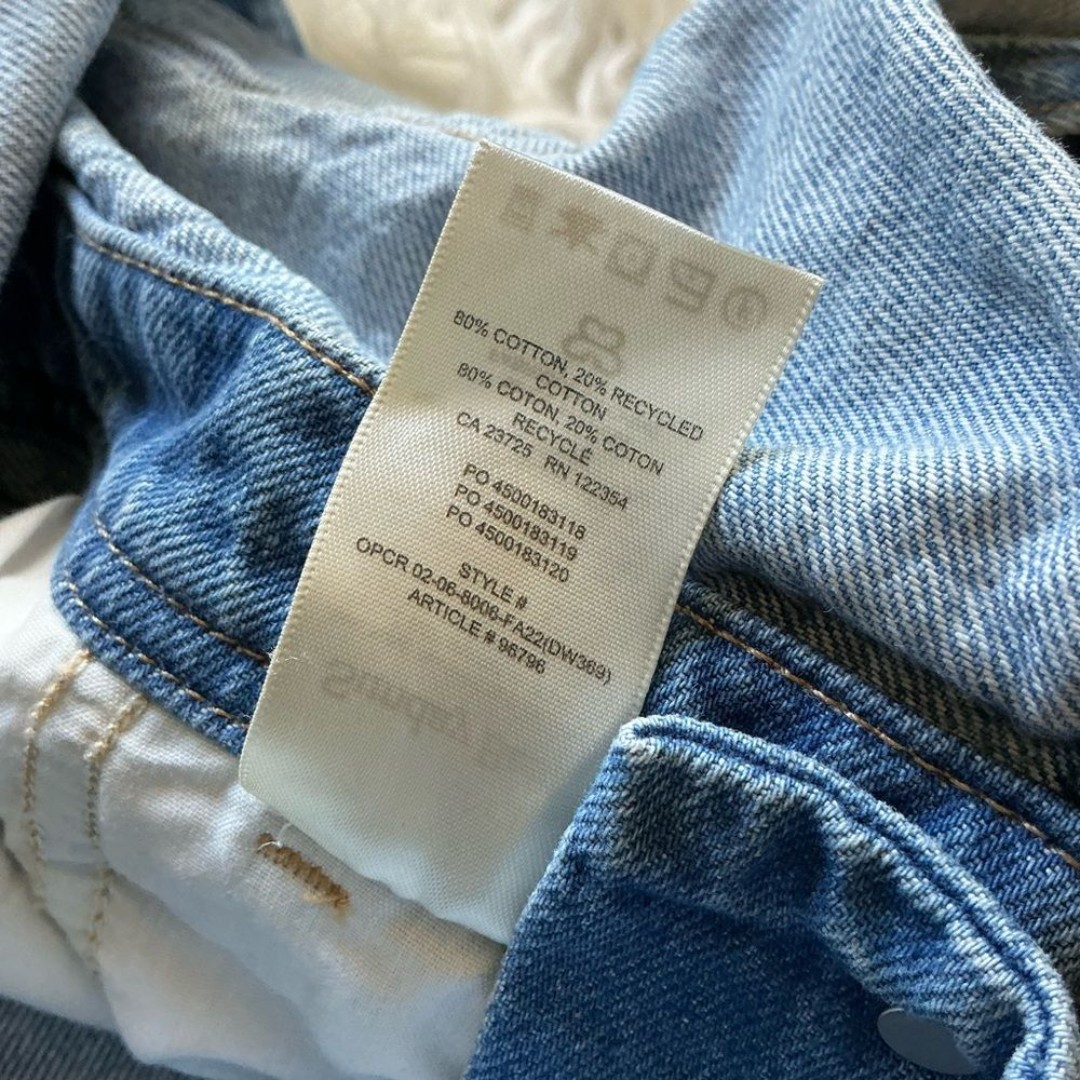 80% COTTON, 20% RECYCLED
COTTON
80% COTON, 20% COTON
RECYCLÉ
CA 23725 RN 122354
PO 4500183118
PO 4500183119
PO 4500183120
STYLE #
OPCR 02-06-8006-FA22(DW369)
ARTICLE # 96796